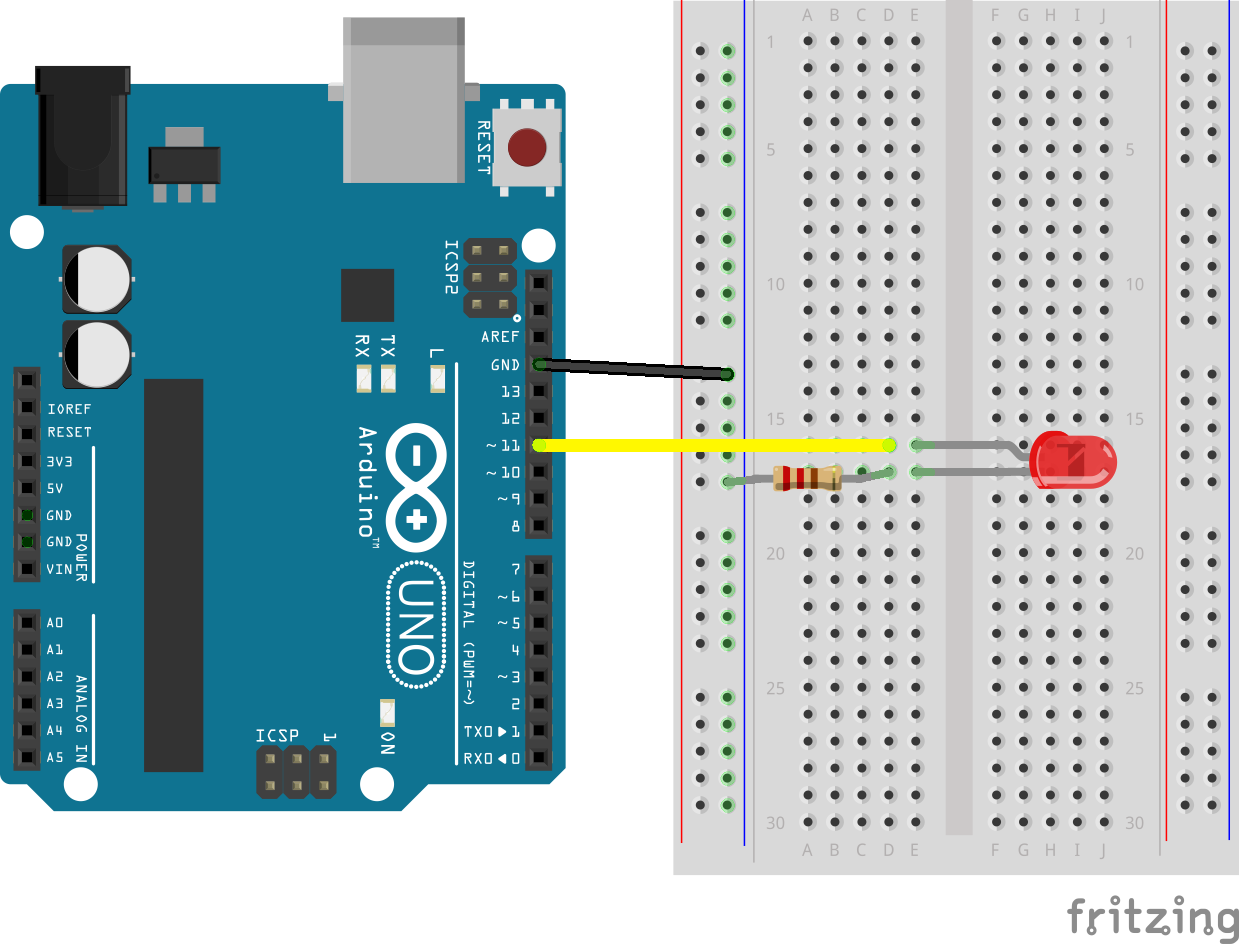 A B C D E F G H I J
1 1
RESET
5 5
ICSP2
10 10
AREF
RX TX L
GND
13
IOREF
12
15 15
RESET
~11
3V3
~10
5V
~9
GND
8
GND
20 20
VIN
POWER
Arduino™
UNO
DIGITAL (PWM=~)
7
~6
A0
~5
A1
4
A2
~3
A3
25 25
2
A4
TX0▶1
A5
RX0◀0
ANALOG IN
ICSP 1
ON
30 30
A B C D E F G H I J
fritzing